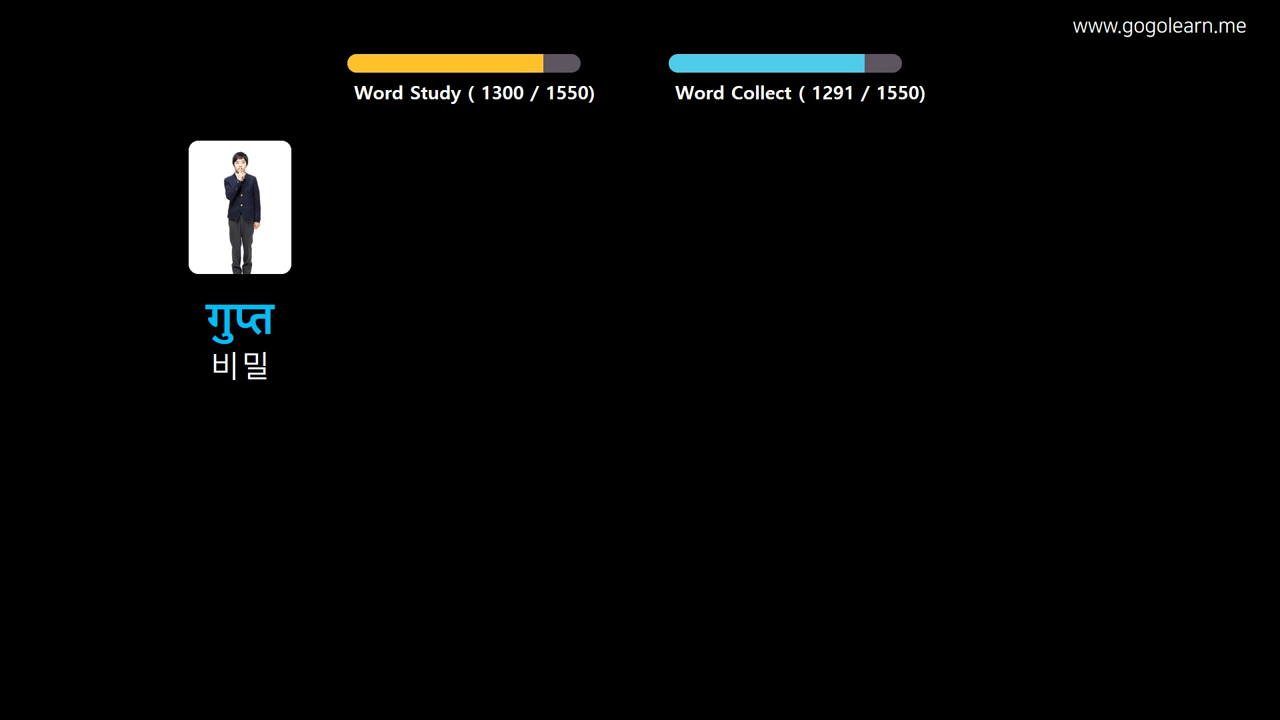 www.gogolearn.me
Word Study ( 1300 / 1550)
Word Collect ( 1291 / 1550)
गुप्त
비밀